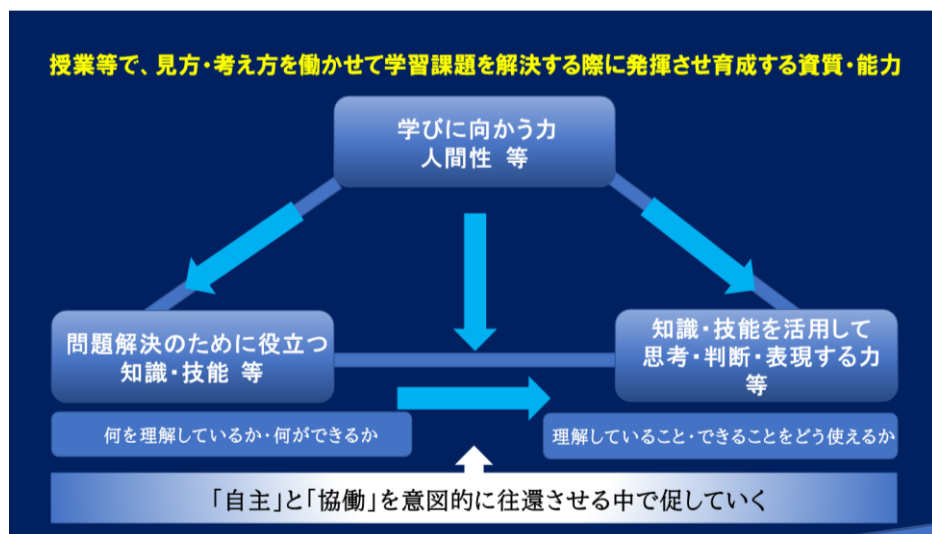 授業等で、見方・考え方を働かせて学習課題を解決する際に発揮させ育成する資質・能力
学びに向かう力
人間性 等
問題解決のために役立つ
知識・技能 等
知識・技能を活用して
思考・判断・表現する力
等
何を理解しているか・何ができるか
理解していること・できることをどう使えるか
「自主」と「協働」を意図的に往還させる中で促していく